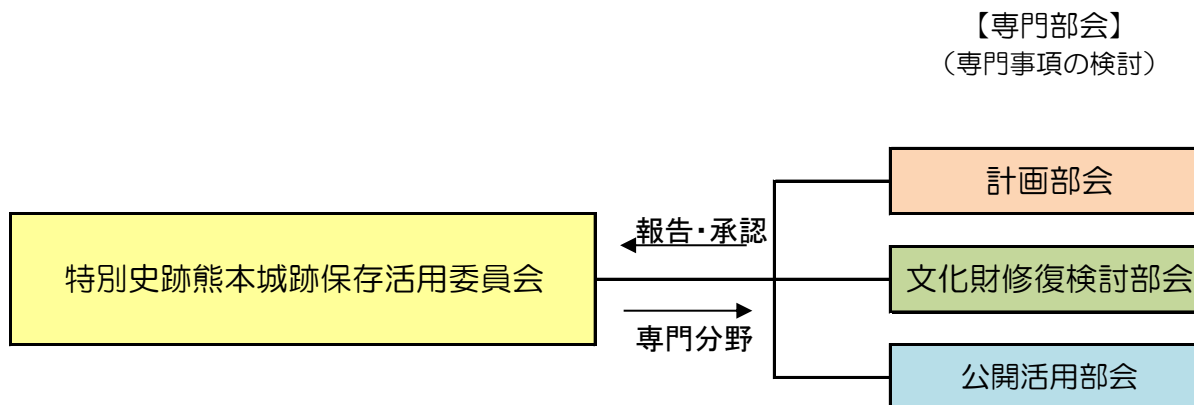 【専門部会】
（専門事項の検討）
計画部会
報告・承認
特別史跡熊本城跡保存活用委員会
文化財修復検討部会
専門分野
公開活用部会